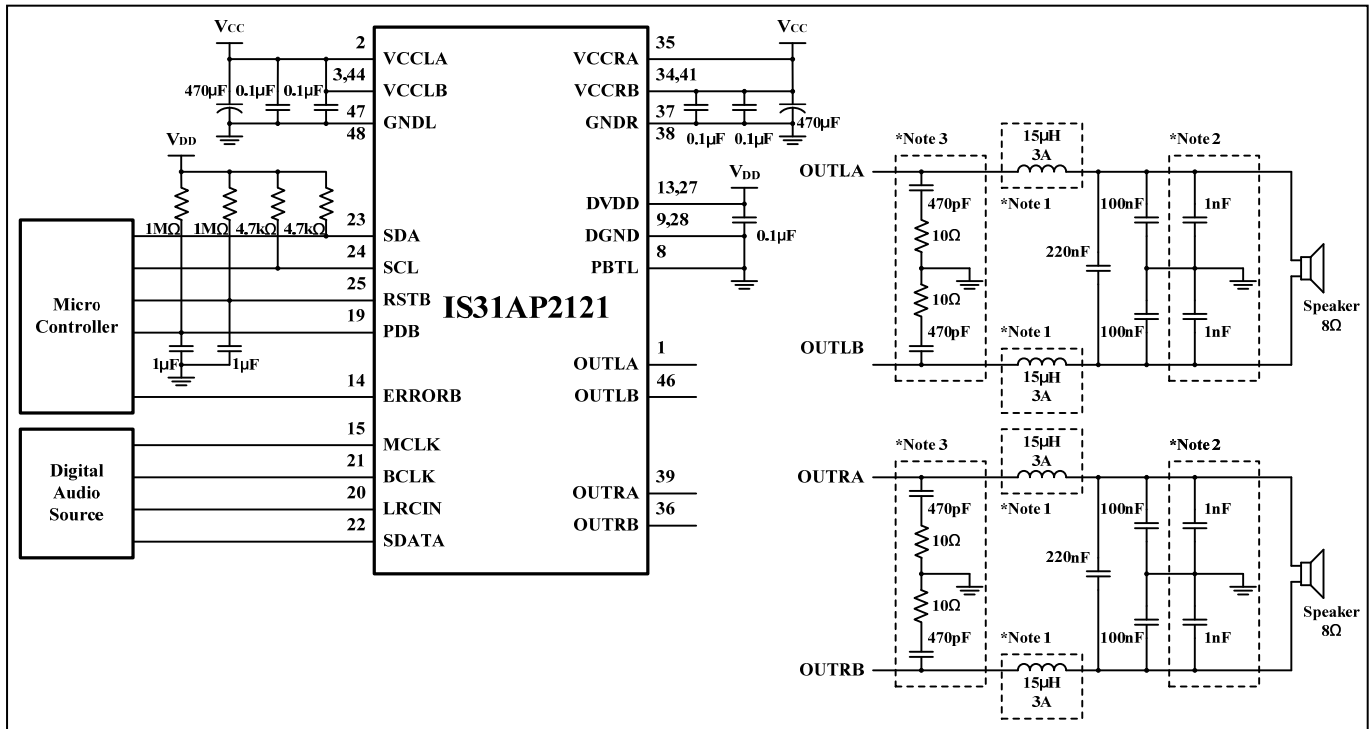 VCC
2
VCCLA
3,44
VCCLB
470µF
0.1µF
0.1µF
47
GNDL
48
VDD
1MΩ
1MΩ
4.7kΩ
4.7kΩ
23
SDA
24
SCL
25
RSTB
19
PDB
1µF
1µF
14
ERRORB
Micro
Controller
15
MCLK
21
BCLK
20
LRCIN
22
SDATA
Digital
Audio
Source
IS31AP2121
VCC
35
VCCRA
34,41
VCCRB
37
GNDR
38
0.1µF
0.1µF
470µF
VDD
13,27
DVDD
9,28
DGND
0.1µF
8
PBTL
1
OUTLA
46
OUTLB
39
OUTRA
36
OUTRB
*Note 3
15µH
3A
*Note 2
OUTLA
470pF
*Note 1
100nF
1nF
10Ω
220nF
10Ω
Speaker
8Ω
470pF
*Note 1
100nF
1nF
OUTLB
15µH
3A
*Note 3
15µH
3A
*Note 2
OUTRA
470pF
*Note 1
100nF
1nF
10Ω
220nF
10Ω
Speaker
8Ω
470pF
*Note 1
100nF
1nF
OUTRB
15µH
3A